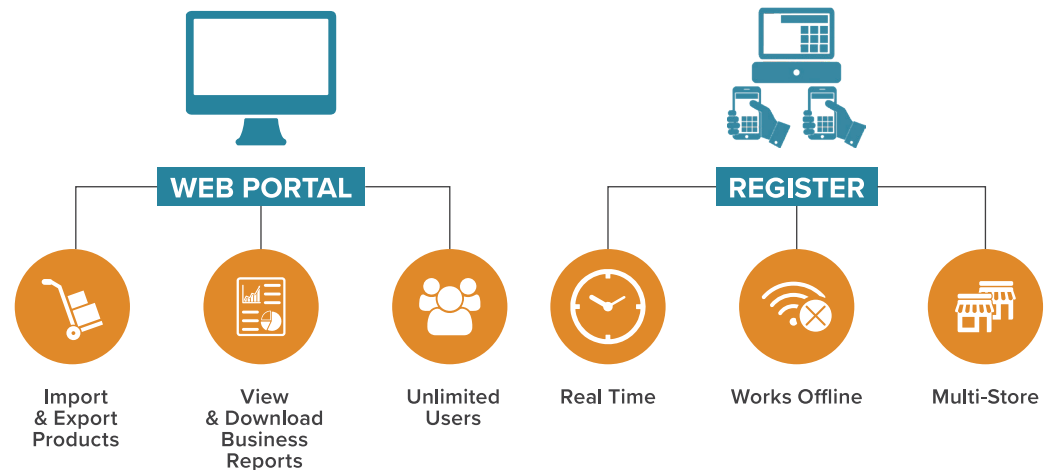 WEB PORTAL
REGISTER
Import
& Export
Products
View
& Download
Business
Reports
Unlimited
Users
Real Time
Works Offline
Multi-Store